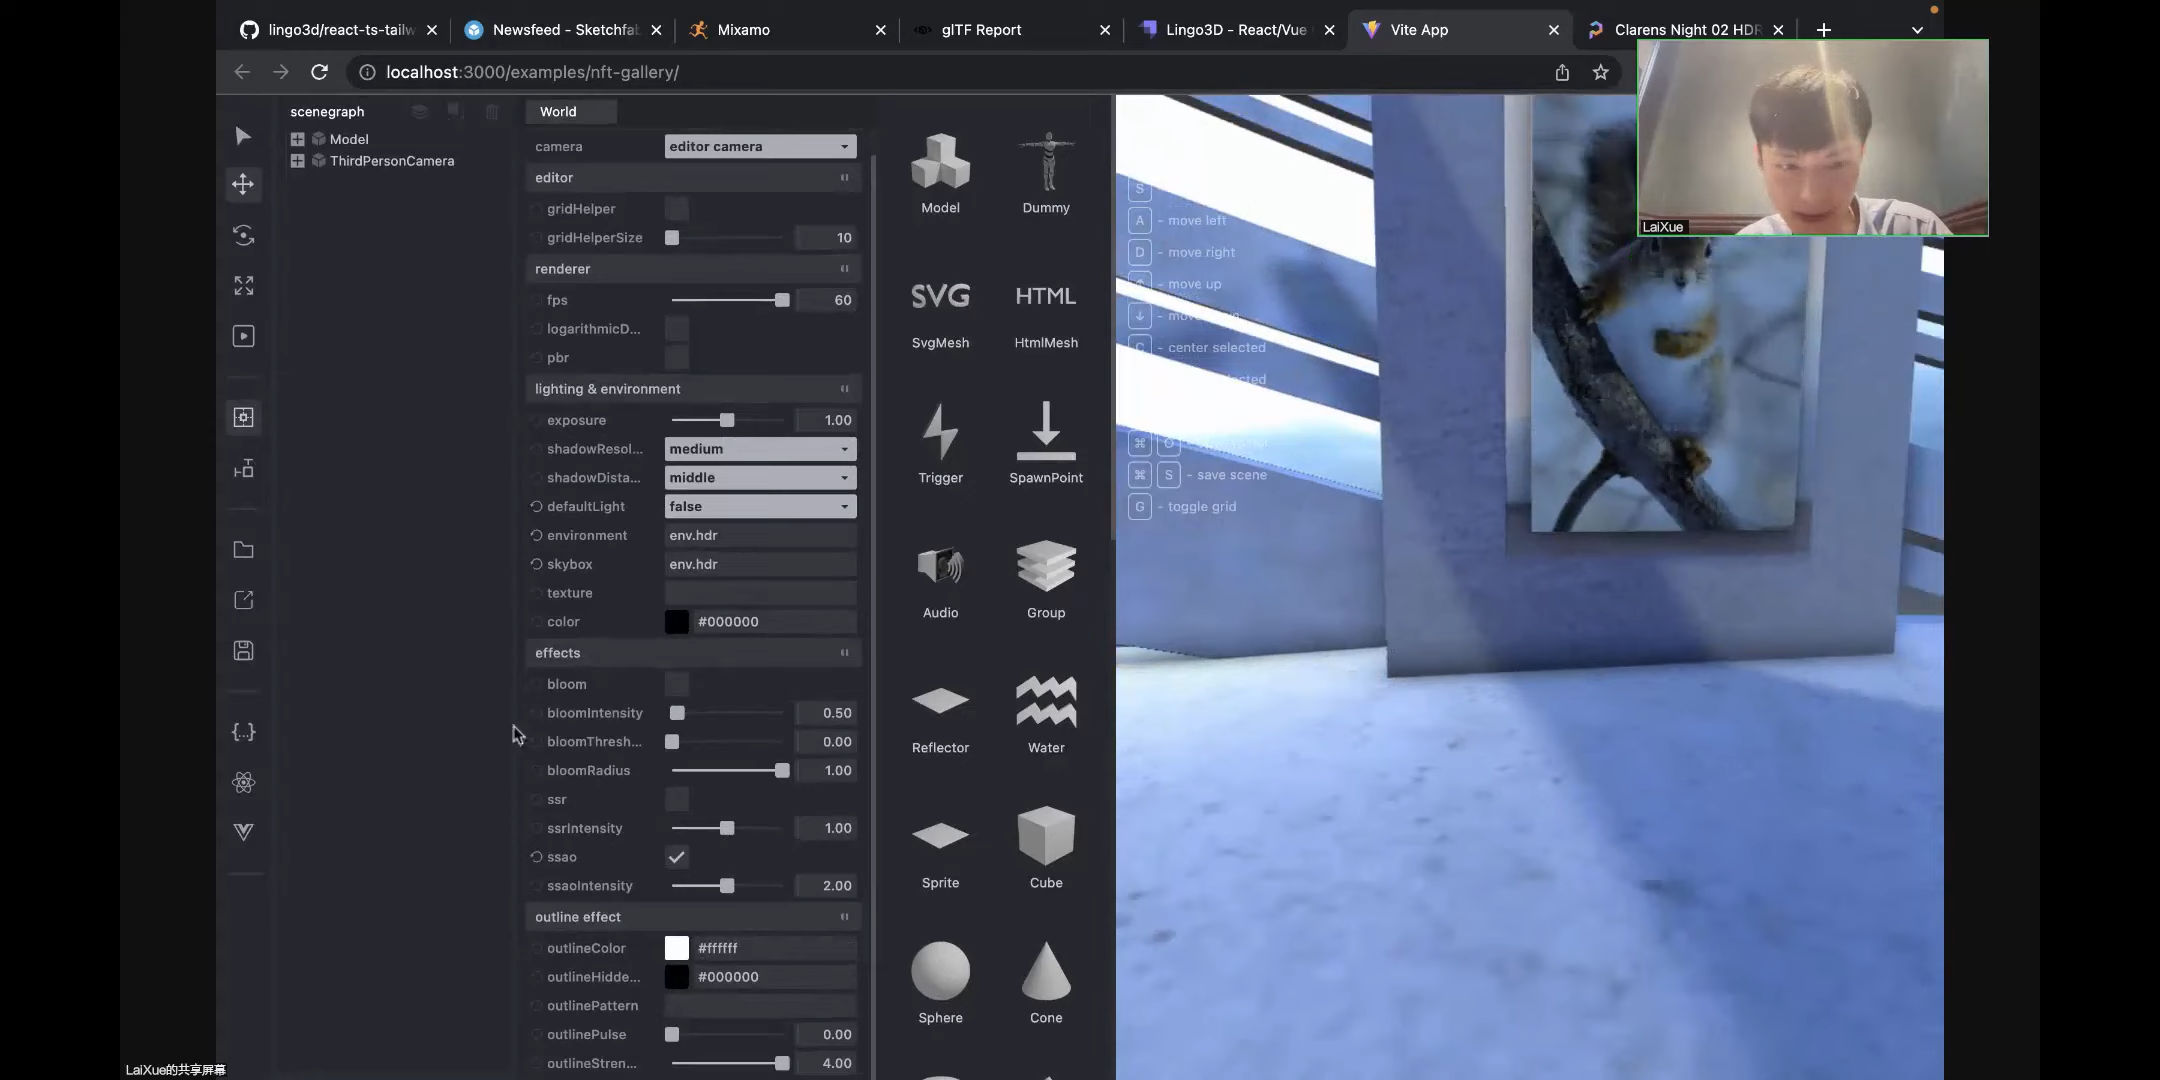 lingo3d/react-ts-tailw
Newsfeed - Sketchfab
Mixamo
glTF Report
Lingo3D - React/Vue
Vite App
Clarens Night 02 HDR
localhost:3000/examples/nft-gallery/
LaiXue
scenegraph
Model
ThirdPersonCamera
World
camera editor camera
editor
gridHelper
gridHelperSize 10
renderer
fps 60
logarithmicD...
pbr
lighting & environment
exposure 1.00
shadowResol... medium
shadowDista... middle
defaultLight false
environment env.hdr
skybox env.hdr
texture
color #000000
effects
bloom
bloomIntensity 0.50
bloomThresh... 0.00
bloomRadius 1.00
ssr
ssrIntensity 1.00
ssao
ssaoIntensity 2.00
outline effect
outlineColor #ffffff
outlineHidde... #000000
outlinePattern
outlinePulse 0.00
outlineStren... 4.00
Model
Dummy
SVG
HTML
SvgMesh
HtmlMesh
Trigger
SpawnPoint
Audio
Group
Reflector
Water
Sprite
Cube
Sphere
Cone
S
A - move left
D - move right
↑ - move up
↓
C - center selected
⌘ O
⌘ S - save scene
G - toggle grid
LaiXue的共享屏幕